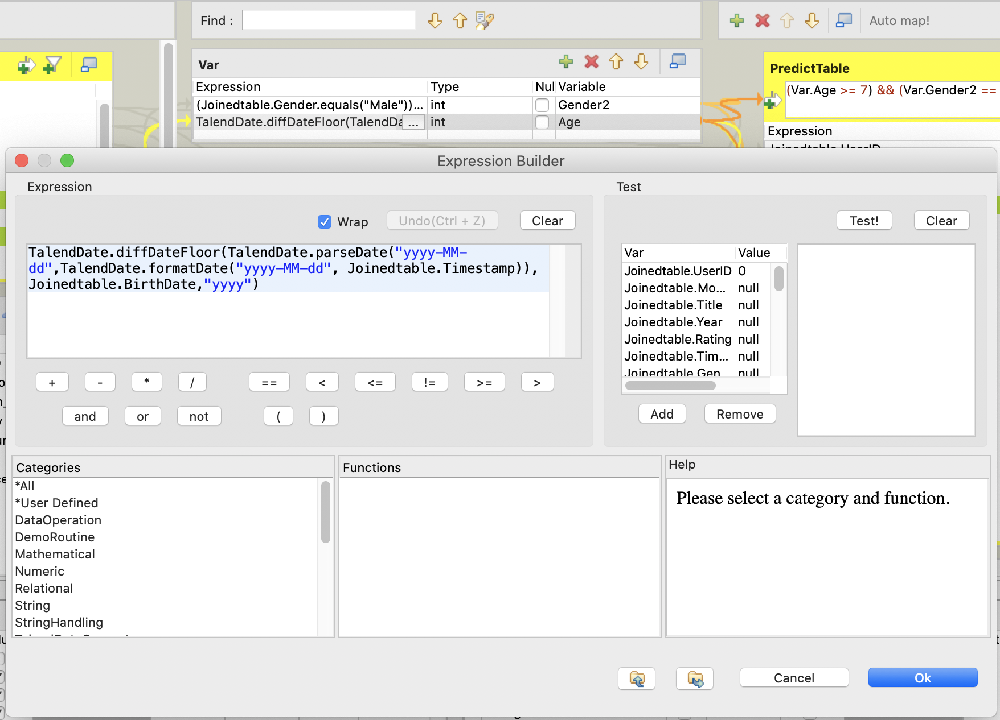 Find :
Auto map!
Var
Expression Type Nul Variable
(Joinedtable.Gender.equals("Male"))... int Gender2
TalendDate.diffDateFloor(TalendDa ... int Age
PredictTable
(Var.Age >= 7) && (Var.Gender2 ==
Expression
Joinedtable.UserID
Expression Builder
Expression
Wrap Undo(Ctrl + Z) Clear
TalendDate.diffDateFloor(TalendDate.parseDate("yyyy-MM-
dd",TalendDate.formatDate("yyyy-MM-dd", Joinedtable.Timestamp)),
Joinedtable.BirthDate,"yyyy")
+ - * / == < <= != >= >
and or not ( )
Test
Test! Clear
Var Value
Joinedtable.UserID 0
Joinedtable.Mo... null
Joinedtable.Title null
Joinedtable.Year null
Joinedtable.Rating null
Joinedtable.Tim... null
Joinedtable.Gen... null
Add Remove
Categories
*All
*User Defined
DataOperation
DemoRoutine
Mathematical
Numeric
Relational
String
StringHandling
Functions
Help
Please select a category and function.
Cancel Ok